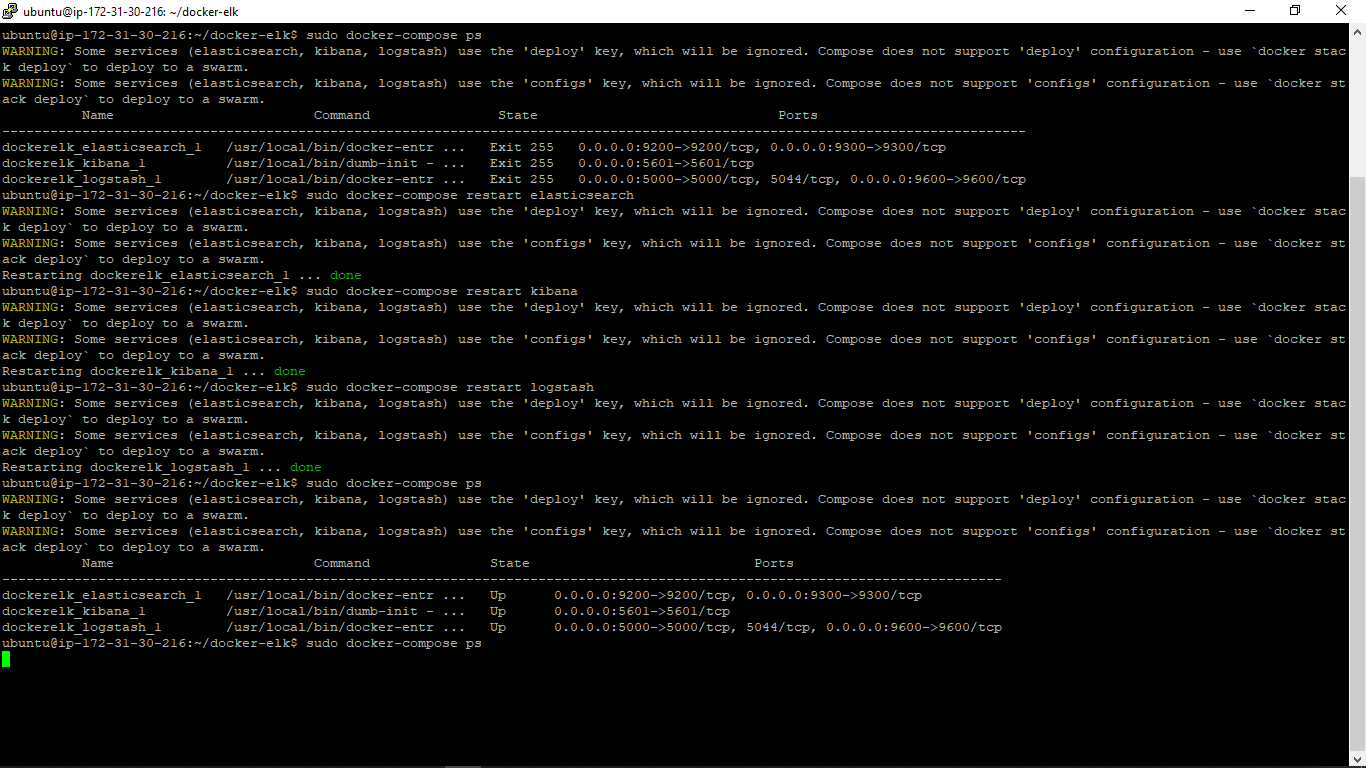 ubuntu@ip-172-31-30-216: ~/docker-elk
ubuntu@ip-172-31-30-216:~/docker-elk$ sudo docker-compose ps
WARNING: Some services (elasticsearch, kibana, logstash) use the 'deploy' key, which will be ignored. Compose does not support 'deploy' configuration - use `docker stac
k deploy` to deploy to a swarm.
WARNING: Some services (elasticsearch, kibana, logstash) use the 'configs' key, which will be ignored. Compose does not support 'configs' configuration - use `docker st
ack deploy` to deploy to a swarm.
          Name                         Command                State                              Ports
--------------------------------------------------------------------------------------------------------------------------------
dockerelk_elasticsearch_1   /usr/local/bin/docker-entr ...   Exit 255   0.0.0.0:9200->9200/tcp, 0.0.0.0:9300->9300/tcp
dockerelk_kibana_1          /usr/local/bin/dumb-init - ...   Exit 255   0.0.0.0:5601->5601/tcp
dockerelk_logstash_1        /usr/local/bin/docker-entr ...   Exit 255   0.0.0.0:5000->5000/tcp, 5044/tcp, 0.0.0.0:9600->9600/tcp
ubuntu@ip-172-31-30-216:~/docker-elk$ sudo docker-compose restart elasticsearch
WARNING: Some services (elasticsearch, kibana, logstash) use the 'deploy' key, which will be ignored. Compose does not support 'deploy' configuration - use `docker stac
k deploy` to deploy to a swarm.
WARNING: Some services (elasticsearch, kibana, logstash) use the 'configs' key, which will be ignored. Compose does not support 'configs' configuration - use `docker st
ack deploy` to deploy to a swarm.
Restarting dockerelk_elasticsearch_1 ... done
ubuntu@ip-172-31-30-216:~/docker-elk$ sudo docker-compose restart kibana
WARNING: Some services (elasticsearch, kibana, logstash) use the 'deploy' key, which will be ignored. Compose does not support 'deploy' configuration - use `docker stac
k deploy` to deploy to a swarm.
WARNING: Some services (elasticsearch, kibana, logstash) use the 'configs' key, which will be ignored. Compose does not support 'configs' configuration - use `docker st
ack deploy` to deploy to a swarm.
Restarting dockerelk_kibana_1 ... done
ubuntu@ip-172-31-30-216:~/docker-elk$ sudo docker-compose restart logstash
WARNING: Some services (elasticsearch, kibana, logstash) use the 'deploy' key, which will be ignored. Compose does not support 'deploy' configuration - use `docker stac
k deploy` to deploy to a swarm.
WARNING: Some services (elasticsearch, kibana, logstash) use the 'configs' key, which will be ignored. Compose does not support 'configs' configuration - use `docker st
ack deploy` to deploy to a swarm.
Restarting dockerelk_logstash_1 ... done
ubuntu@ip-172-31-30-216:~/docker-elk$ sudo docker-compose ps
WARNING: Some services (elasticsearch, kibana, logstash) use the 'deploy' key, which will be ignored. Compose does not support 'deploy' configuration - use `docker stac
k deploy` to deploy to a swarm.
WARNING: Some services (elasticsearch, kibana, logstash) use the 'configs' key, which will be ignored. Compose does not support 'configs' configuration - use `docker st
ack deploy` to deploy to a swarm.
          Name                         Command               State                            Ports
-----------------------------------------------------------------------------------------------------------------------------
dockerelk_elasticsearch_1   /usr/local/bin/docker-entr ...   Up      0.0.0.0:9200->9200/tcp, 0.0.0.0:9300->9300/tcp
dockerelk_kibana_1          /usr/local/bin/dumb-init - ...   Up      0.0.0.0:5601->5601/tcp
dockerelk_logstash_1        /usr/local/bin/docker-entr ...   Up      0.0.0.0:5000->5000/tcp, 5044/tcp, 0.0.0.0:9600->9600/tcp
ubuntu@ip-172-31-30-216:~/docker-elk$ sudo docker-compose ps